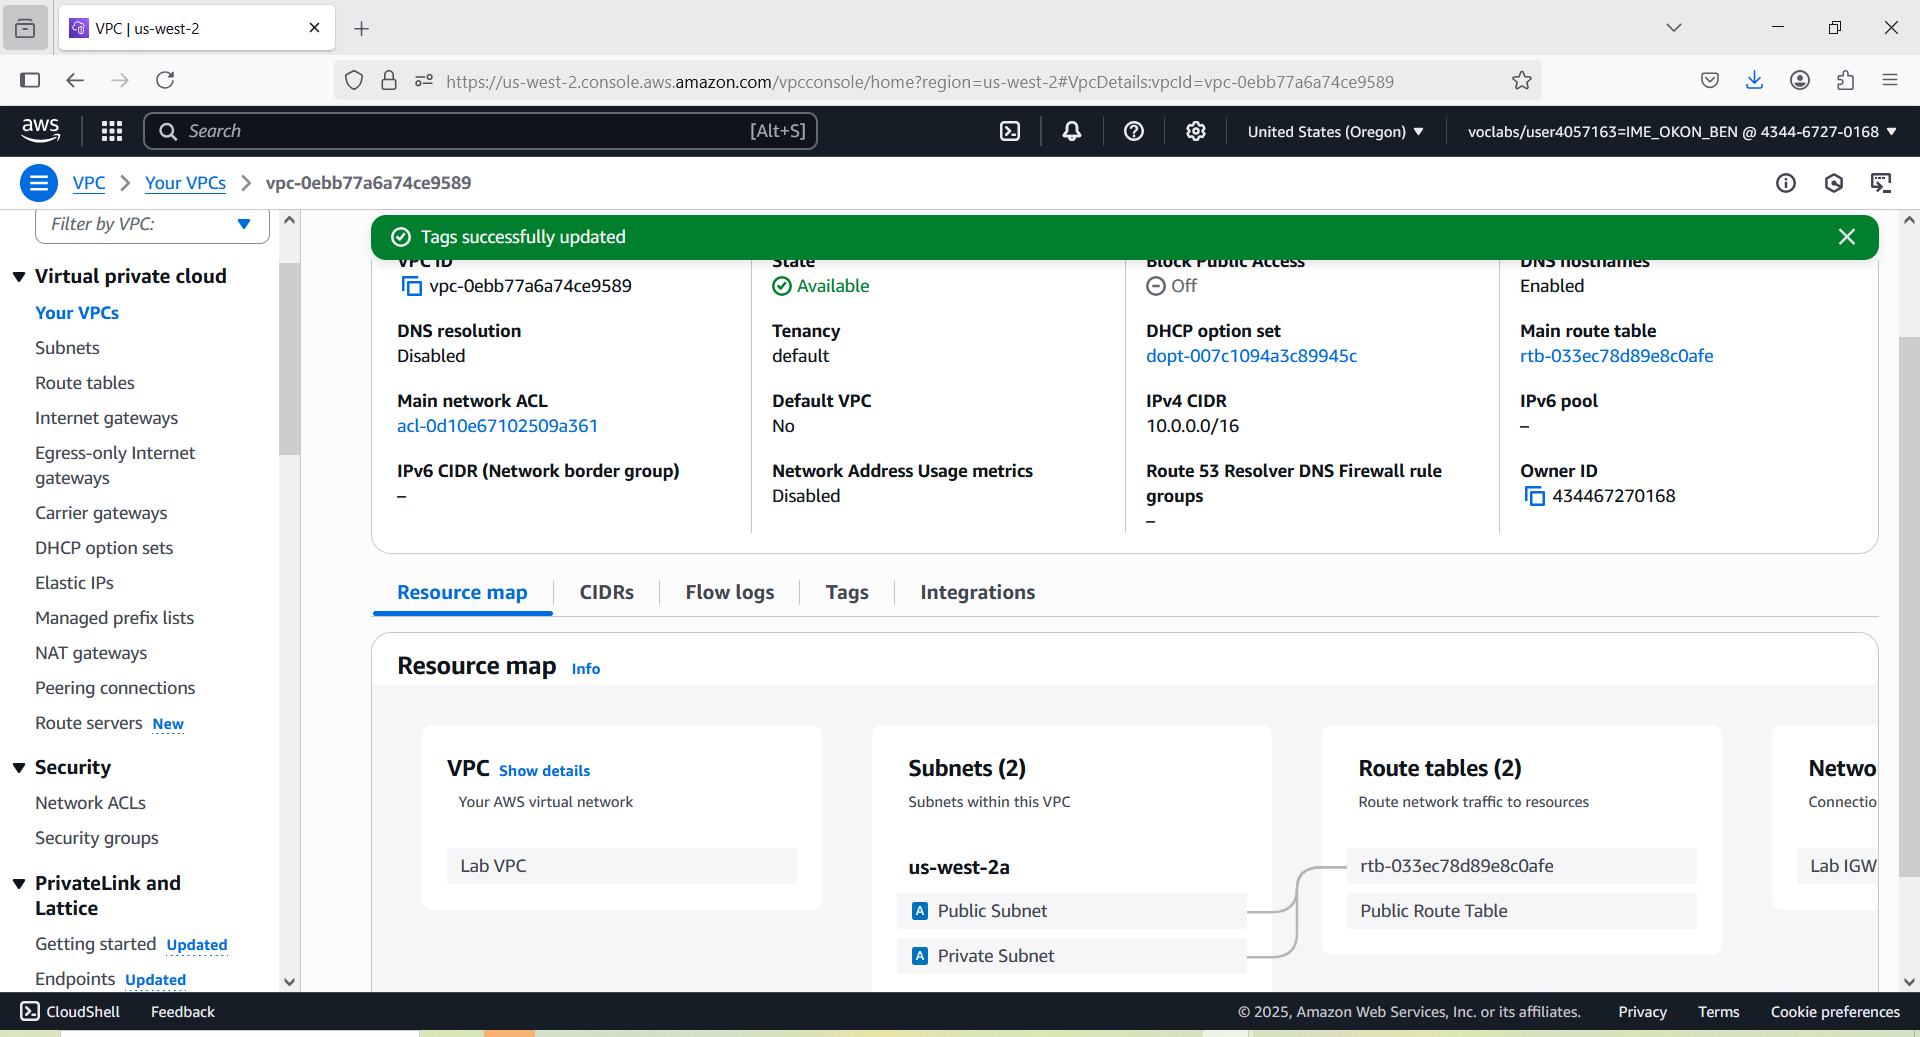 VPC | us-west-2
https://us-west-2.console.aws.amazon.com/vpcconsole/home?region=us-west-2#VpcDetails:vpcId=vpc-0ebb77a6a74ce9589
aws
Search
[Alt+S]
United States (Oregon)
voclabs/user4057163=IME_OKON_BEN @ 4344-6727-0168
VPC
Your VPCs
vpc-0ebb77a6a74ce9589
Filter by VPC:
Virtual private cloud
Your VPCs
Subnets
Route tables
Internet gateways
Egress-only Internet
gateways
Carrier gateways
DHCP option sets
Elastic IPs
Managed prefix lists
NAT gateways
Peering connections
Route servers New
Security
Network ACLs
Security groups
PrivateLink and
Lattice
Getting started Updated
Endpoints Updated
Tags successfully updated
VPC ID
vpc-0ebb77a6a74ce9589
State
Available
Block Public Access
Off
DNS hostnames
Enabled
DNS resolution
Disabled
Tenancy
default
DHCP option set
dopt-007c1094a3c89945c
Main route table
rtb-033ec78d89e8c0afe
Main network ACL
acl-0d10e67102509a361
Default VPC
No
IPv4 CIDR
10.0.0.0/16
IPv6 pool
–
IPv6 CIDR (Network border group)
–
Network Address Usage metrics
Disabled
Route 53 Resolver DNS Firewall rule
groups
–
Owner ID
434467270168
Resource map
CIDRs
Flow logs
Tags
Integrations
Resource map Info
VPC Show details
Your AWS virtual network
Lab VPC
Subnets (2)
Subnets within this VPC
us-west-2a
A Public Subnet
A Private Subnet
Route tables (2)
Route network traffic to resources
rtb-033ec78d89e8c0afe
Public Route Table
Netwo
Connectio
Lab IGW
CloudShell
Feedback
© 2025, Amazon Web Services, Inc. or its affiliates.
Privacy
Terms
Cookie preferences